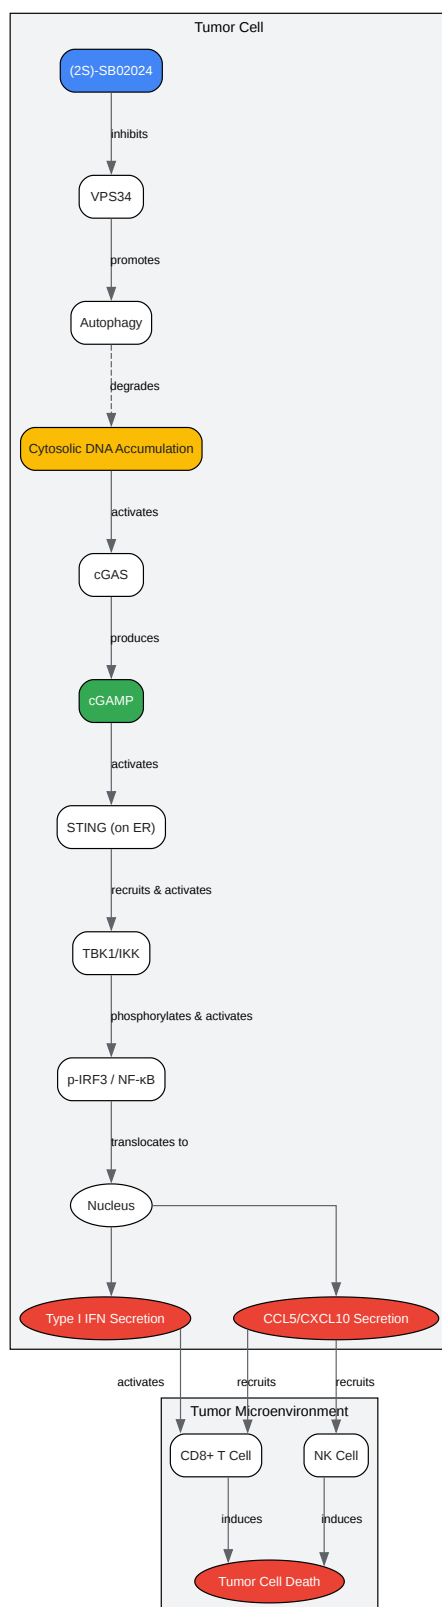 Tumor Cell
(2S)-SB02024
inhibits
VPS34
promotes
Autophagy
degrades
Cytosolic DNA Accumulation
activates
cGAS
produces
cGAMP
activates
STING (on ER)
recruits & activates
TBK1/IKK
phosphorylates & activates
p-IRF3 / NF-κB
translocates to
Nucleus
Type I IFN Secretion
CCL5/CXCL10 Secretion
activates
recruits
recruits
Tumor Microenvironment
CD8+ T Cell
NK Cell
induces
induces
Tumor Cell Death